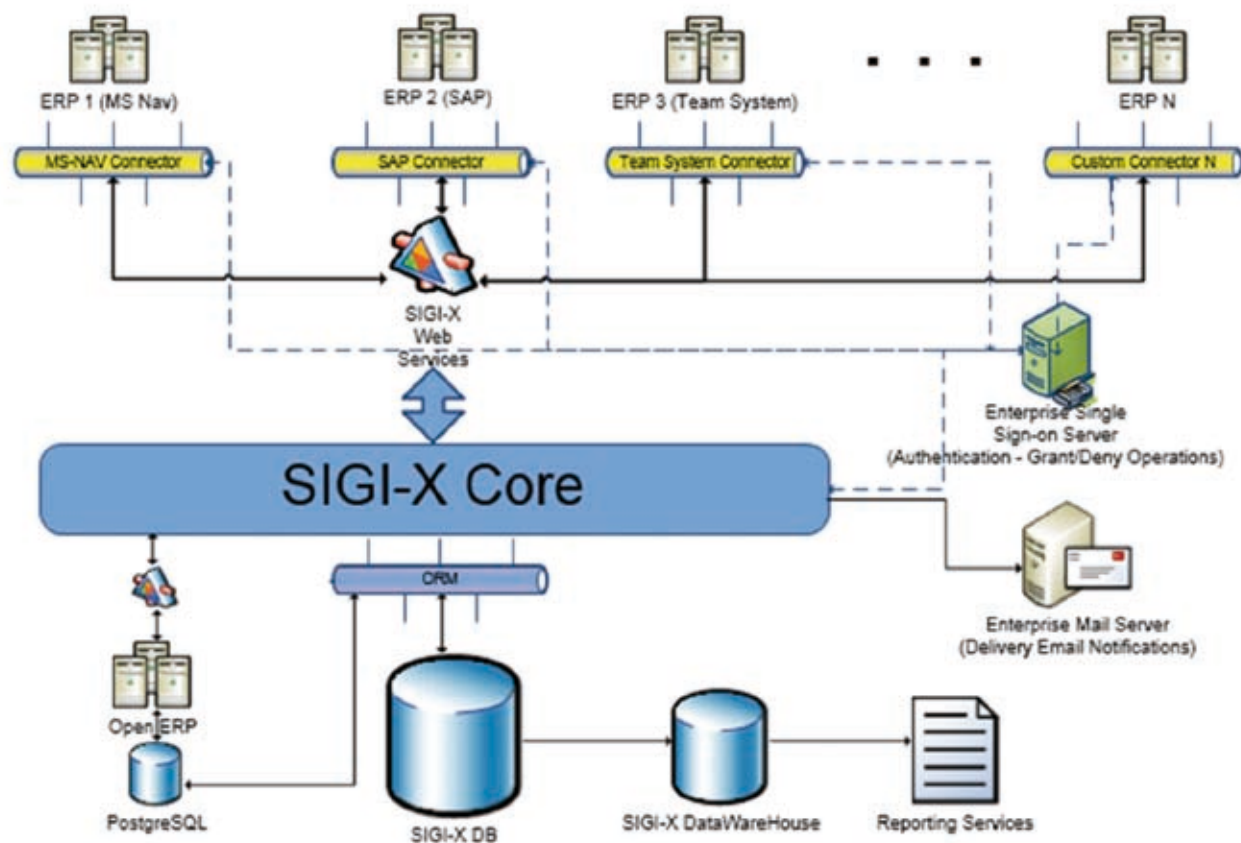 ERP 1 (MS Nav)
ERP 2 (SAP)
ERP 3 (Team System)
ERP N
MS-NAV Connector
SAP Connector
Team System Connector
Custom Connector N
SIGI-X
Web
Services
Enterprise Single
Sign-on Server
(Authentication - Grant/Deny Operations)
SIGI-X Core
ORM
Enterprise Mail Server
(Delivery Email Notifications)
Open ERP
PostgreSQL
SIGI-X DB
SIGI-X DataWareHouse
Reporting Services